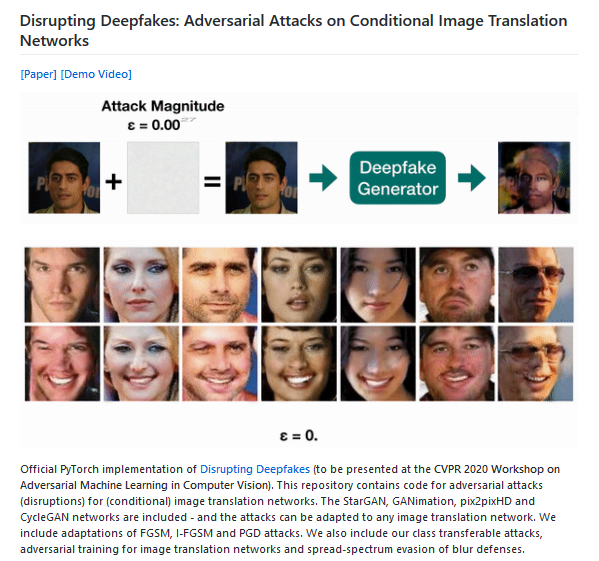 Disrupting Deepfakes: Adversarial Attacks on Conditional Image Translation
Networks
[Paper] [Demo Video]
Attack Magnitude
ε = 0.00
+
=
Deepfake
Generator
ε = 0.
Official PyTorch implementation of Disrupting Deepfakes (to be presented at the CVPR 2020 Workshop on
Adversarial Machine Learning in Computer Vision). This repository contains code for adversarial attacks
(disruptions) for (conditional) image translation networks. The StarGAN, GANimation, pix2pixHD and
CycleGAN networks are included - and the attacks can be adapted to any image translation network. We
include adaptations of FGSM, I-FGSM and PGD attacks. We also include our class transferable attacks,
adversarial training for image translation networks and spread-spectrum evasion of blur defenses.